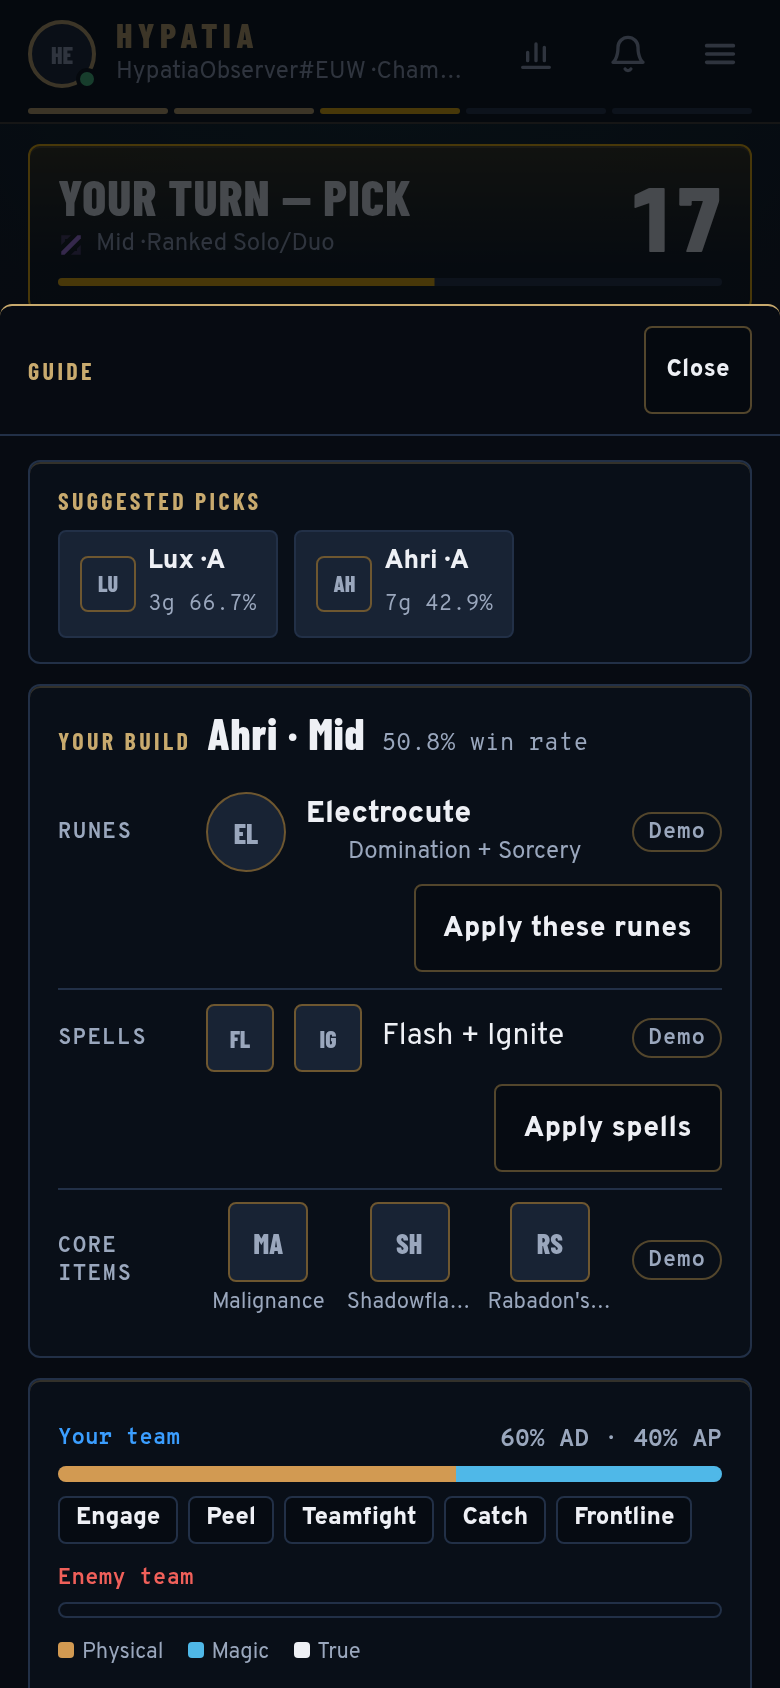 HE
HYPATIA
HypatiaObserver#EUW ·Cham…
YOUR TURN — PICK
17
Mid ·Ranked Solo/Duo
GUIDE
Close
SUGGESTED PICKS
LU
Lux ·A
3g 66.7%
AH
Ahri ·A
7g 42.9%
YOUR BUILD Ahri · Mid 50.8% win rate
RUNES
EL
Electrocute
Domination + Sorcery
Demo
Apply these runes
SPELLS
FL
IG
Flash + Ignite
Demo
Apply spells
CORE
ITEMS
MA
SH
RS
Demo
Malignance
Shadowfla…
Rabadon's…
Your team
60% AD · 40% AP
Engage
Peel
Teamfight
Catch
Frontline
Enemy team
Physical
Magic
True